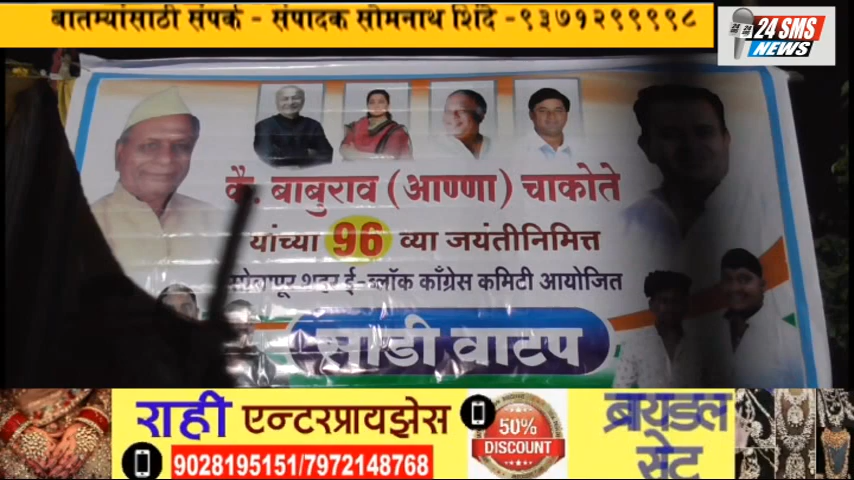 बातम्यांसाठी संपर्क - संपादक सोमनाथ शिंदे -९३७१२९९९९८
24 SMS
NEWS
कै. बाबुराव (आण्णा) चाकोते
यांच्या 96 व्या जयंतीनिमित्त
सोलापूर शहर ई-ब्लॉक काँग्रेस कमिटी आयोजित
साडी वाटप
राही एन्टरप्रायझेस
9028195151/7972148768
50%
DISCOUNT
ब्रायडल
सेट